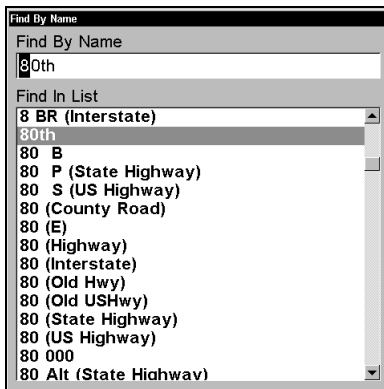 Find By Name
Find By Name
80th
Find In List
8 BR (Interstate)
80th
80 B
80 P (State Highway)
80 S (US Highway)
80 (County Road)
80 (E)
80 (Highway)
80 (Interstate)
80 (Old Hwy)
80 (Old USHwy)
80 (State Highway)
80 (US Highway)
80 000
80 Alt (State Highway)